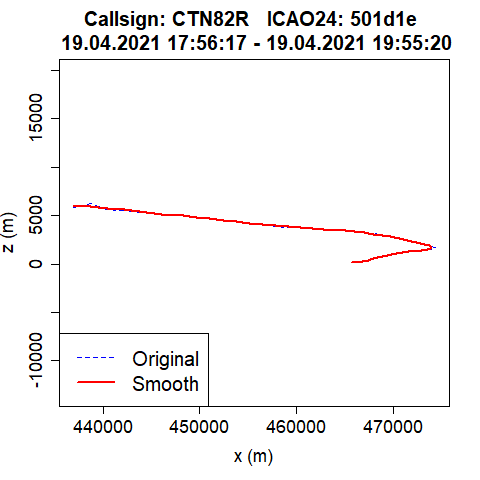 Callsign: CTN82R   ICAO24: 501d1e
19.04.2021 17:56:17 - 19.04.2021 19:55:20
z (m)
15000
5000
0
-10000
Original
Smooth
440000
450000
460000
470000
x (m)